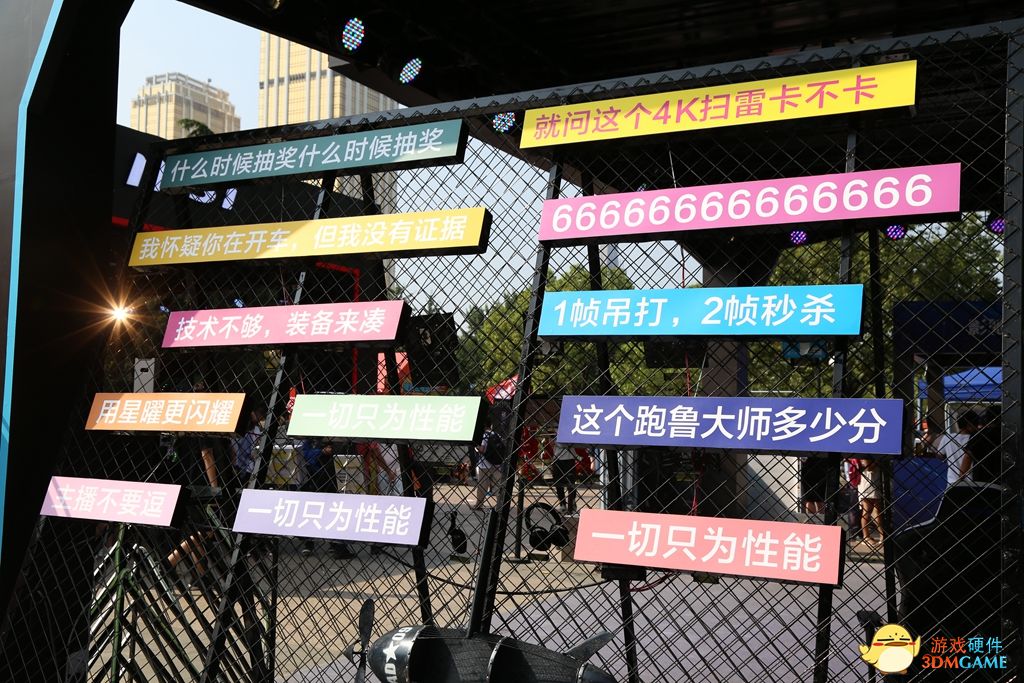 什么时候抽奖什么时候抽奖
就问这个4K扫雷卡不卡
我怀疑你在开车，但我没有证据
66666666666666
技术不够，装备来凑
1帧吊打，2帧秒杀
用星曜更闪耀
一切只为性能
这个跑鲁大师多少分
主播不要逗
一切只为性能
一切只为性能
游戏硬件
3DMGAME